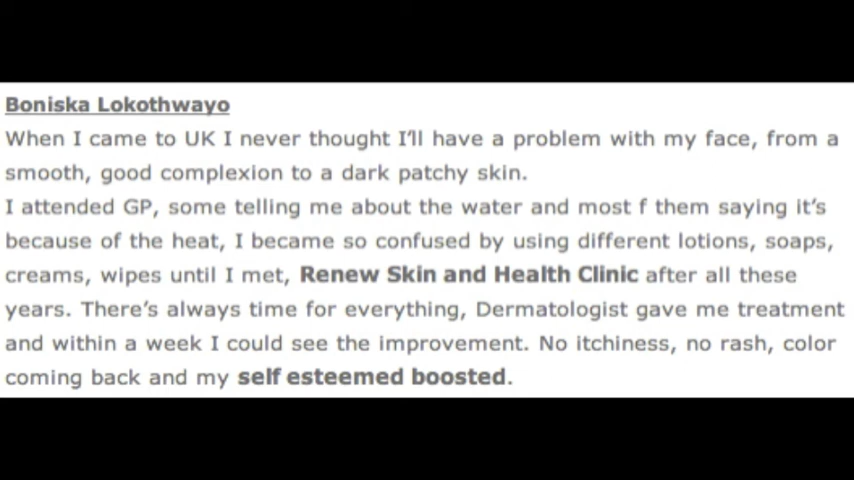 Boniska Lokothwayo
When I came to UK I never thought I'll have a problem with my face, from a
smooth, good complexion to a dark patchy skin.
I attended GP, some telling me about the water and most f them saying it's
because of the heat, I became so confused by using different lotions, soaps,
creams, wipes until I met, Renew Skin and Health Clinic after all these
years. There's always time for everything, Dermatologist gave me treatment
and within a week I could see the improvement. No itchiness, no rash, color
coming back and my self esteemed boosted.